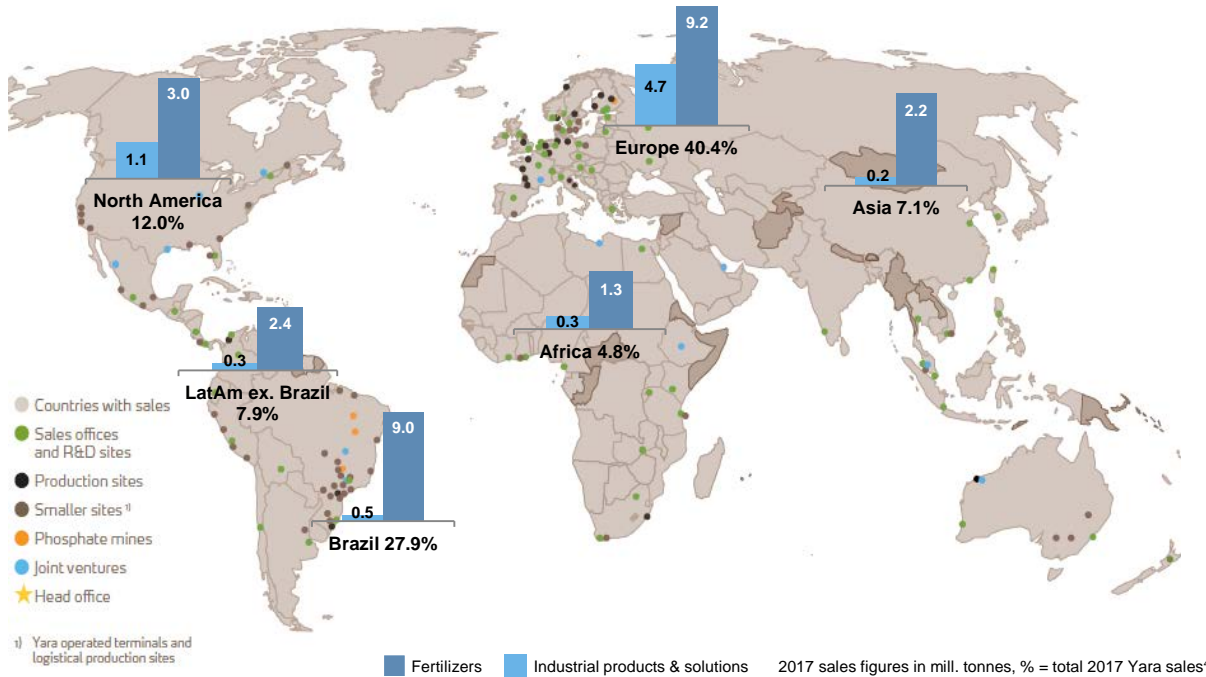 9.2
4.7
Europe 40.4%
3.0
1.1
North America
12.0%
2.2
0.2
Asia 7.1%
1.3
0.3
Africa 4.8%
2.4
0.3
LatAm ex. Brazil
7.9%
9.0
0.5
Brazil 27.9%
Countries with sales
Sales offices
and R&D sites
Production sites
Smaller sites 1)
Phosphate mines
Joint ventures
Head office
1) Yara operated terminals and
logistical production sites
Fertilizers
Industrial products & solutions
2017 sales figures in mill. tonnes, % = total 2017 Yara sales